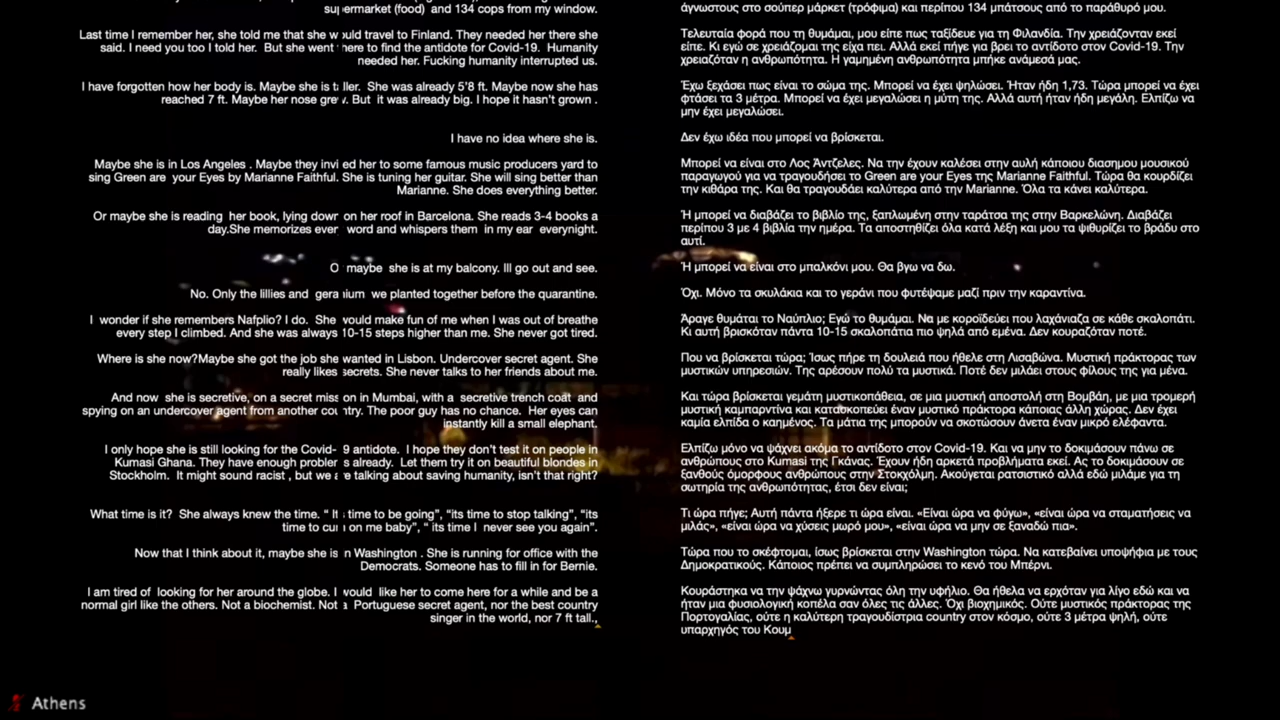 supermarket (food) and 134 cops from my window.
Last time I remember her, she told me that she would travel to Finland. They needed her there she
said. I need you too I told her. But she went there to find the antidote for Covid-19. Humanity
needed her. Fucking humanity interrupted us.
I have forgotten how her body is. Maybe she is taller. She was already 5'8 ft. Maybe now she has
reached 7 ft. Maybe her nose grew. But it was already big. I hope it hasn't grown .
I have no idea where she is.
Maybe she is in Los Angeles . Maybe they invited her to some famous music producers yard to
sing Green are your Eyes by Marianne Faithful. She is tuning her guitar. She will sing better than
Marianne. She does everything better.
Or maybe she is reading her book, lying down on her roof in Barcelona. She reads 3-4 books a
day.She memorizes every word and whispers them in my ear everynight.
O maybe she is at my balcony. Ill go out and see.
No. Only the lillies and geranium we planted together before the quarantine.
I wonder if she remembers Nafplio? I do. She would make fun of me when I was out of breathe
every step I climbed. And she was always 10-15 steps higher than me. She never got tired.
Where is she now?Maybe she got the job she wanted in Lisbon. Undercover secret agent. She
really likes secrets. She never talks to her friends about me.
And now she is secretive, on a secret mission in Mumbai, with a secretive trench coat and
spying on an undercover agent from another country. The poor guy has no chance. Her eyes can
instantly kill a small elephant.
I only hope she is still looking for the Covid-19 antidote. I hope they don't test it on people in
Kumasi Ghana. They have enough problems already. Let them try it on beautiful blondes in
Stockholm. It might sound racist , but we are talking about saving humanity, isn't that right?
What time is it? She always knew the time. “ It s time to be going”, “its time to stop talking”, “its
time to cum on me baby”, “ its time I never see you again”.
Now that I think about it, maybe she is in Washington . She is running for office with the
Democrats. Someone has to fill in for Bernie.
I am tired of looking for her around the globe. I would like her to come here for a while and be a
normal girl like the others. Not a biochemist. Not a Portuguese secret agent, nor the best country
singer in the world, nor 7 ft tall.,
άγνωστους στο σούπερ μάρκετ (τρόφιμα) και περίπου 134 μπάτσους από το παράθυρό μου.
Τελευταία φορά που τη θυμάμαι, μου είπε πως ταξίδευε για τη Φιλανδία. Την χρειάζονταν εκεί
είπε. Κι εγώ σε χρειάζομαι της είχα πει. Αλλά εκεί πήγε για βρει το αντίδοτο στον Covid-19. Την
χρειαζόταν η ανθρωπότητα. Η γαμημένη ανθρωπότητα μπήκε ανάμεσά μας.
Έχω ξεχάσει πως είναι το σώμα της. Μπορεί να έχει ψηλώσει. Ήταν ήδη 1,73. Τώρα μπορεί να έχει
φτάσει τα 3 μέτρα. Μπορεί να έχει μεγαλώσει η μύτη της. Αλλά αυτή ήταν ήδη μεγάλη. Ελπίζω να
μην έχει μεγαλώσει.
Δεν έχω ιδέα που μπορεί να βρίσκεται.
Μπορεί να είναι στο Λος Άντζελες. Να την έχουν καλέσει στην αυλή κάποιου διασημου μουσικού
παραγωγού για να τραγουδήσει το Green are your Eyes της Marianne Faithful. Τώρα θα κουρδίζει
την κιθάρα της. Και θα τραγουδάει καλύτερα από την Marianne. Όλα τα κάνει καλύτερα.
Ή μπορεί να διαβάζει το βιβλίο της, ξαπλωμένη στην ταράτσα της στην Βαρκελώνη. Διαβάζει
περίπου 3 με 4 βιβλία την ημέρα. Τα αποστηθίζει όλα κατά λέξη και μου τα ψιθυρίζει το βράδυ στο
αυτί.
Ή μπορεί να είναι στο μπαλκόνι μου. Θα βγω να δω.
Όχι. Μόνο τα σκυλάκια και το γεράνι που φυτέψαμε μαζί πριν την καραντίνα.
Άραγε θυμάται το Ναύπλιο; Εγώ το θυμάμαι. Να με κοροϊδεύει που λαχάνιαζα σε κάθε σκαλοπάτι.
Κι αυτή βρισκόταν πάντα 10-15 σκαλοπάτια πιο ψηλά από εμένα. Δεν κουραζόταν ποτέ.
Που να βρίσκεται τώρα; Ίσως πήρε τη δουλειά που ήθελε στη Λισαβώνα. Μυστική πράκτορας των
μυστικών υπηρεσιών. Της αρέσουν πολύ τα μυστικά. Ποτέ δεν μιλάει στους φίλους της για μένα.
Και τώρα βρίσκεται γεμάτη μυστικοπάθεια, σε μια μυστική αποστολή στη Βομβάη, με μια τρομερή
μυστική καμπαρντίνα και κατασκοπεύει έναν μυστικό πράκτορα κάποιας άλλη χώρας. Δεν έχει
καμία ελπίδα ο καημένος. Τα μάτια της μπορούν να σκοτώσουν άνετα έναν μικρό ελέφαντα.
Ελπίζω μόνο να ψάχνει ακόμα το αντίδοτο στον Covid-19. Και να μην το δοκιμάσουν πάνω σε
ανθρώπους στο Kumasi της Γκάνας. Έχουν ήδη αρκετά προβλήματα εκεί. Ας το δοκιμάσουν σε
ξανθούς όμορφους ανθρώπους στην Στοκχόλμη. Ακούγεται ρατσιστικό αλλά εδώ μιλάμε για τη
σωτηρία της ανθρωπότητας, έτσι δεν είναι;
Τι ώρα πήγε; Αυτή πάντα ήξερε τι ώρα είναι. «Είναι ώρα να φύγω», «είναι ώρα να σταματήσεις να
μιλάς», «είναι ώρα να χύσεις μωρό μου», «είναι ώρα να μην σε ξαναδώ πια».
Τώρα που το σκέφτομαι, ίσως βρίσκεται στην Washington τώρα. Να κατεβαίνει υποψήφια με τους
Δημοκρατικούς. Κάποιος πρέπει να συμπληρώσει το κενό του Μπέρνι.
Κουράστηκα να την ψάχνω γυρνώντας όλη την υφήλιο. Θα ήθελα να ερχόταν για λίγο εδώ και να
ήταν μια φυσιολογική κοπέλα σαν όλες τις άλλες. Όχι βιοχημικός. Ούτε μυστικός πράκτορας της
Πορτογαλίας, ούτε η καλύτερη τραγουδίστρια country στον κόσμο, ούτε 3 μέτρα ψηλή, ούτε
υπαρχηγός του Κουμ
Athens